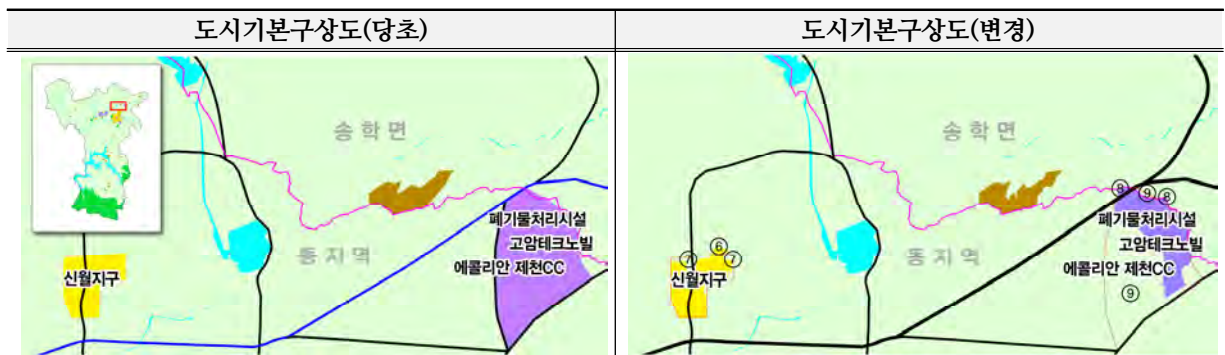 도시기본구상도(당초)
도시기본구상도(변경)
송학면
폐기물처리시설
고암테크노빌
동지역
에콜리안 제천CC
신월지구
송학면
⑧ ⑨ ⑧
폐기물처리시설
고암테크노빌
동지역
⑥
⑦ ⑦
에콜리안 제천CC
신월지구
⑨